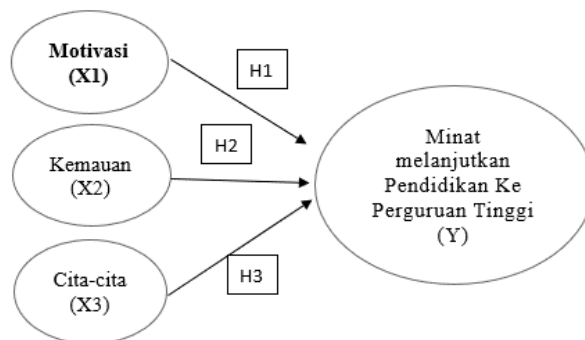 Motivasi
(X1)
H1
H2
Kemauan
(X2)
Cita-cita
(X3)
H3
Minat
melanjutkan
Pendidikan Ke
Perguruan Tinggi
(Y)